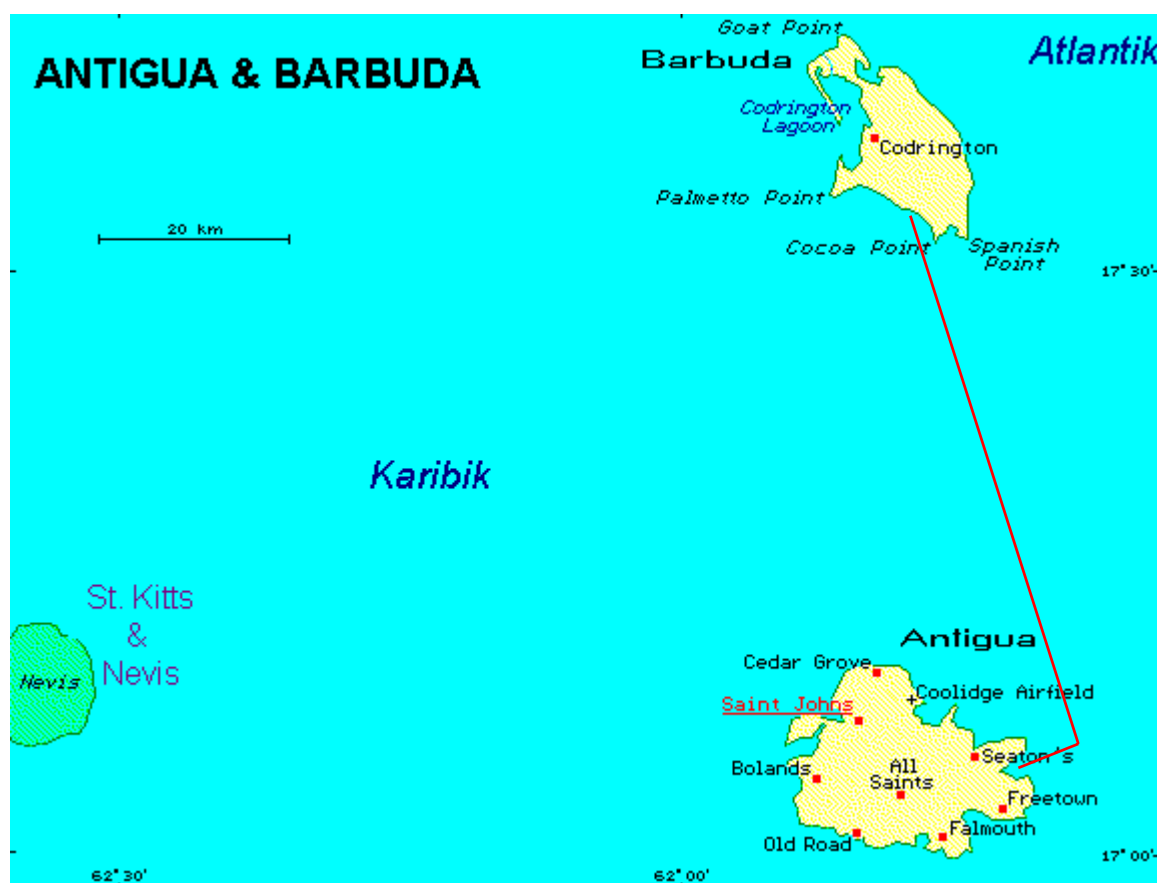 Goat Point
ANTIGUA & BARBUDA
Barbuda
Atlantik
Codrington
Lagoon
Codrington
Palmetto Point
20 km
Cocoa Point
Spanish
Point
17°30'
Karibik
St. Kitts
&
Nevis
Nevis
Antigua
Cedar Grove
Coolidge Airfield
Saint Johns
Seaton's
Bolands
All
Saints
Freetown
Old Road
Falmouth
17°00'
62°30'
62°00'